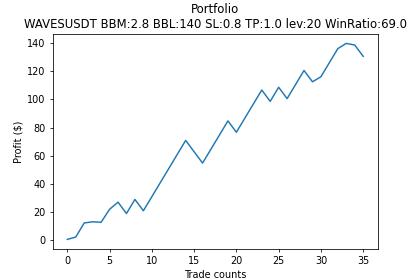 Portfolio
WAVESUSDT BBM:2.8 BBL:140 SL:0.8 TP:1.0 lev:20 WinRatio:69.0
140
120
100
80
60
40
20
0
Profit ($)
0 5 10 15 20 25 30 35
Trade counts